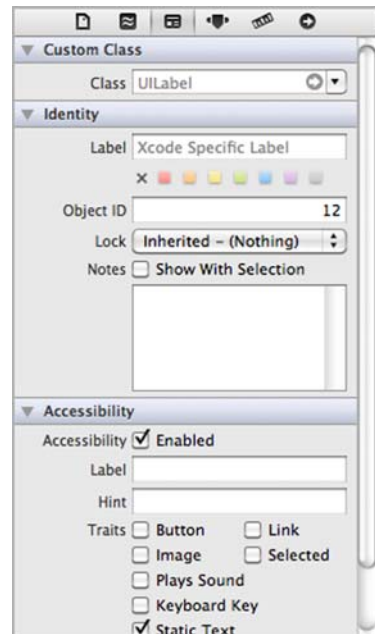 Custom Class
Class UILabel
Identity
Label Xcode Specific Label
Object ID 12
Lock Inherited – (Nothing)
Notes Show With Selection
Accessibility
Accessibility Enabled
Label
Hint
Traits Button Link
Image Selected
Plays Sound
Keyboard Key
Static Text